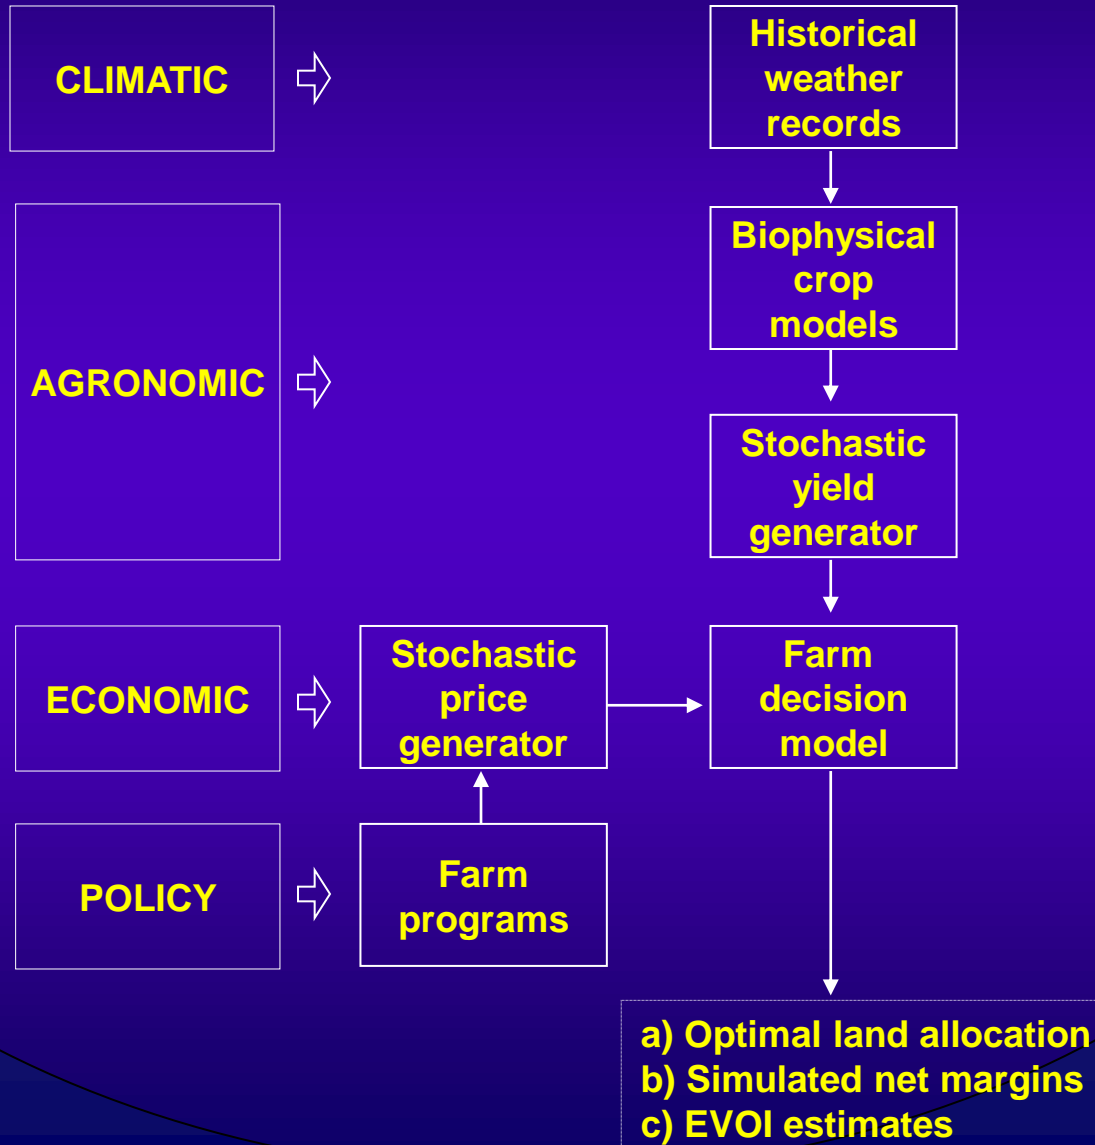 CLIMATIC
Historical
weather
records
AGRONOMIC
Biophysical
crop
models
Stochastic
yield
generator
ECONOMIC
Stochastic
price
generator
Farm
decision
model
POLICY
Farm
programs
a) Optimal land allocation
b) Simulated net margins
c) EVOI estimates